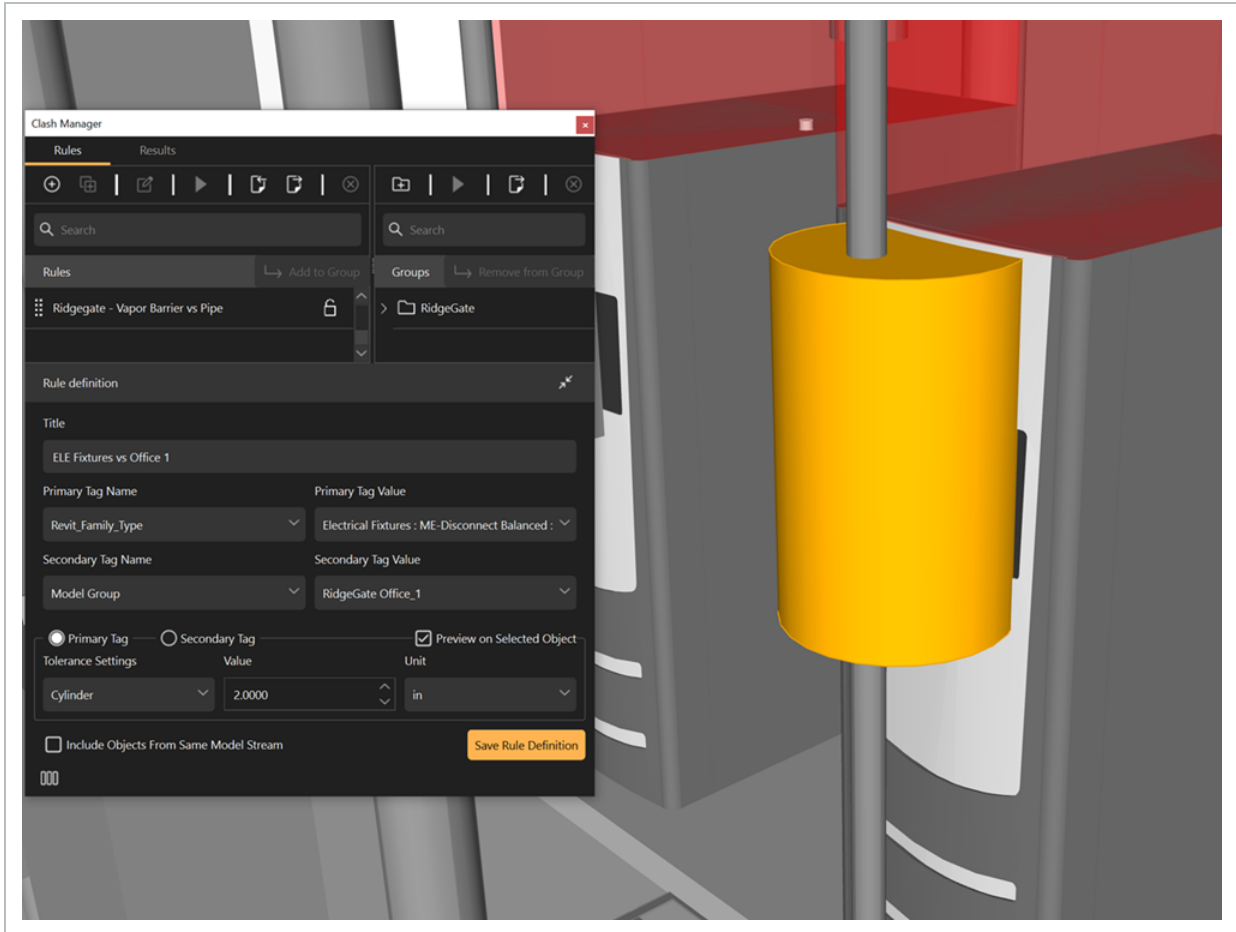 Clash Manager
Rules Results
Search Search
Rules Add to Group Groups Remove from Group
Ridgegate - Vapor Barrier vs Pipe RidgeGate
Rule definition
Title
ELE Fixtures vs Office 1
Primary Tag Name Primary Tag Value
Revit_Family_Type Electrical Fixtures : ME-Disconnect Balanced :
Secondary Tag Name Secondary Tag Value
Model Group RidgeGate Office_1
Primary Tag Secondary Tag Preview on Selected Object
Tolerance Settings Value Unit
Cylinder 2.0000 in
Include Objects From Same Model Stream Save Rule Definition